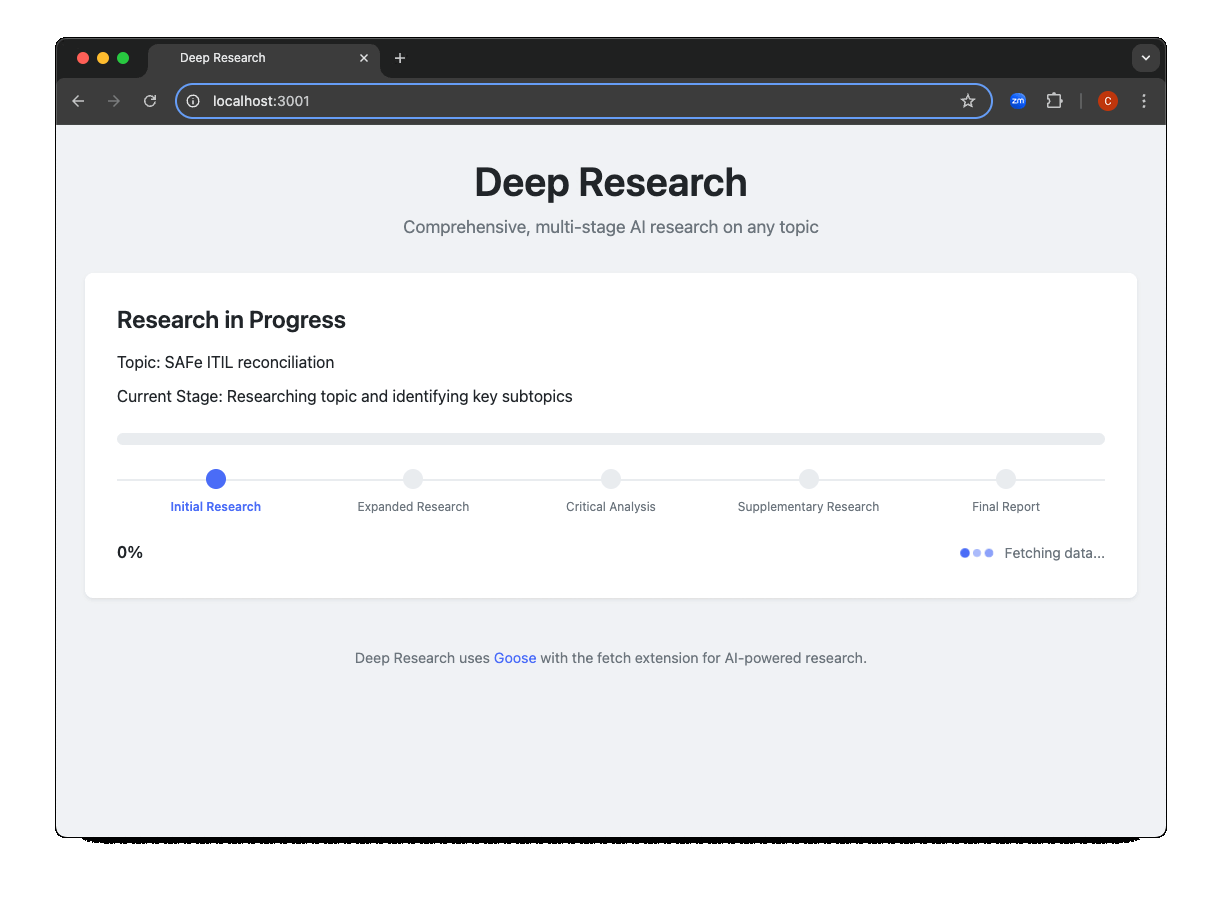 Deep Research
localhost:3001
zm
C
Deep Research
Comprehensive, multi-stage AI research on any topic
Research in Progress
Topic: SAFe ITIL reconciliation
Current Stage: Researching topic and identifying key subtopics
Initial Research
Expanded Research
Critical Analysis
Supplementary Research
Final Report
0%
Fetching data...
Deep Research uses Goose with the fetch extension for AI-powered research.